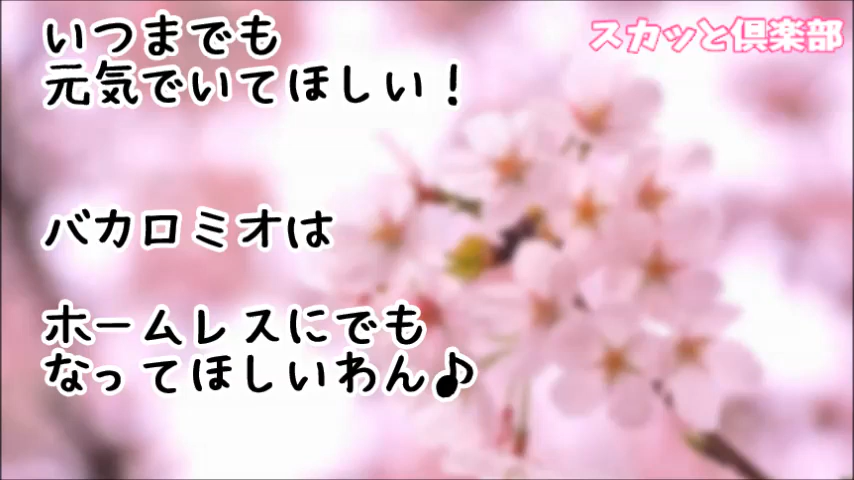 スカッと倶楽部
いつまでも
元気でいてほしい！
バカロミオは
ホームレスにでも
なってほしいわん♪